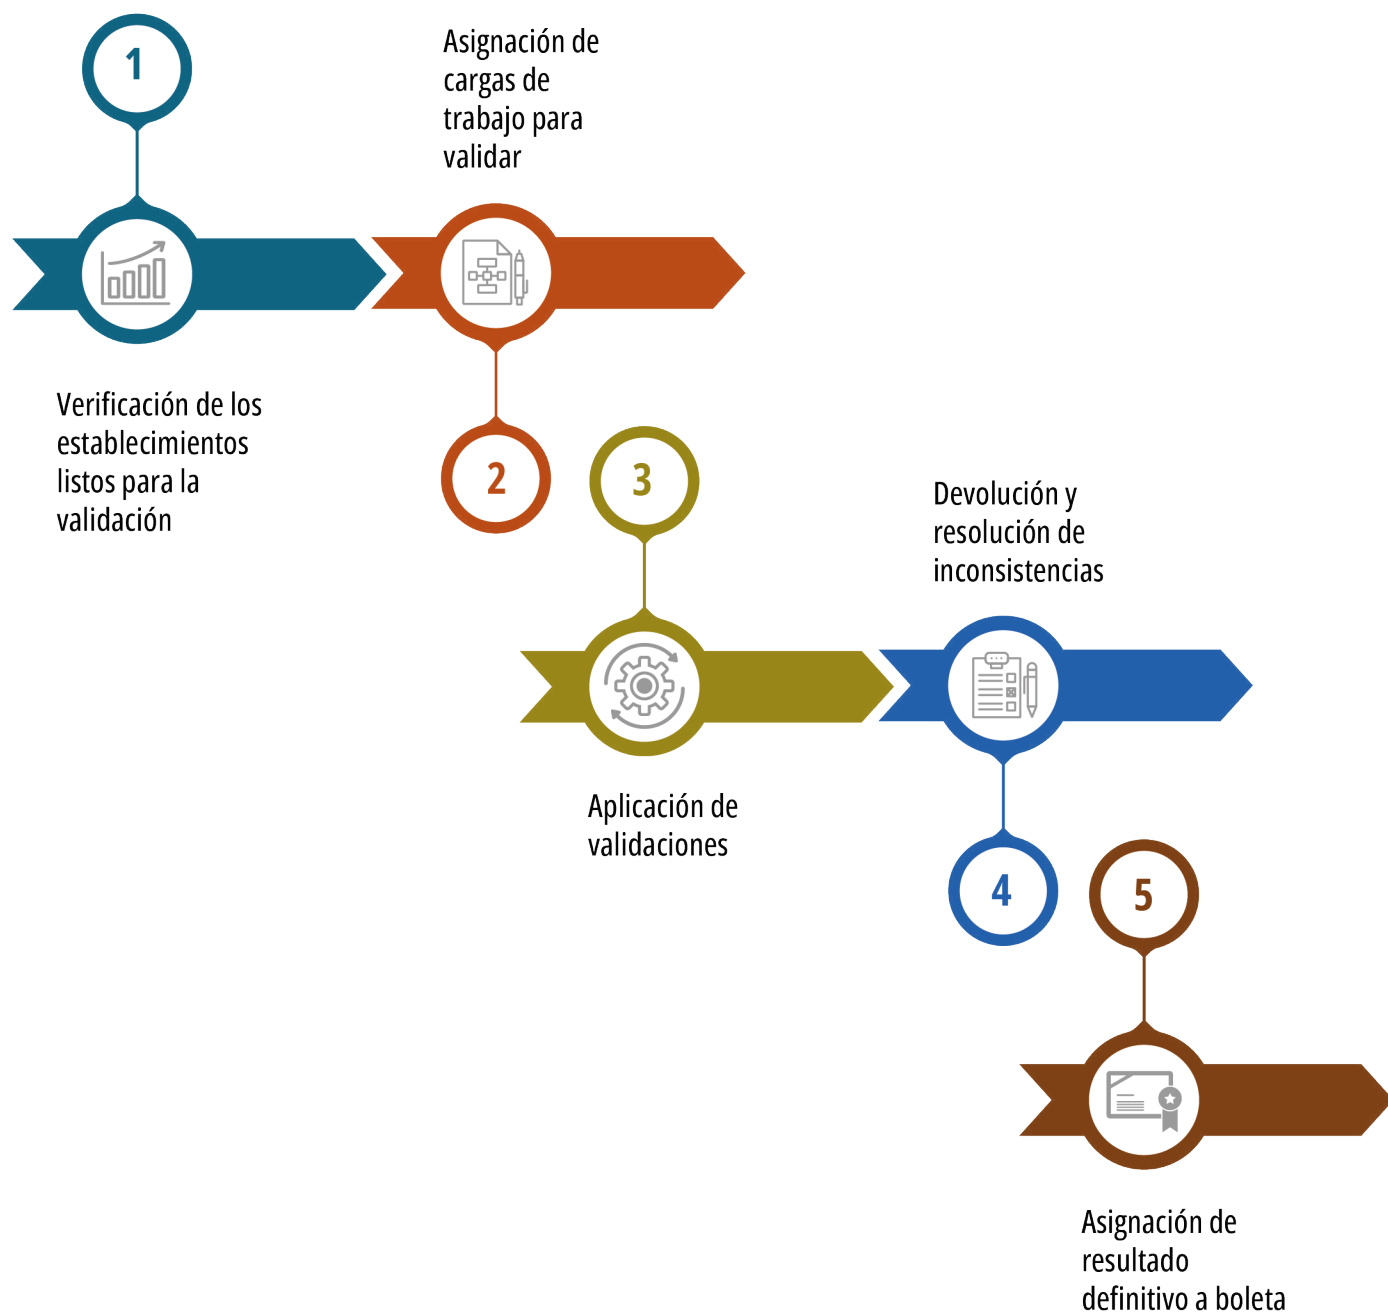 1
Verificación de los
establecimientos
listos para la
validación
Asignación de
cargas de
trabajo para
validar
2
3
Aplicación de
validaciones
Devolución y
resolución de
inconsistencias
4
5
Asignación de
resultado
definitivo a boleta